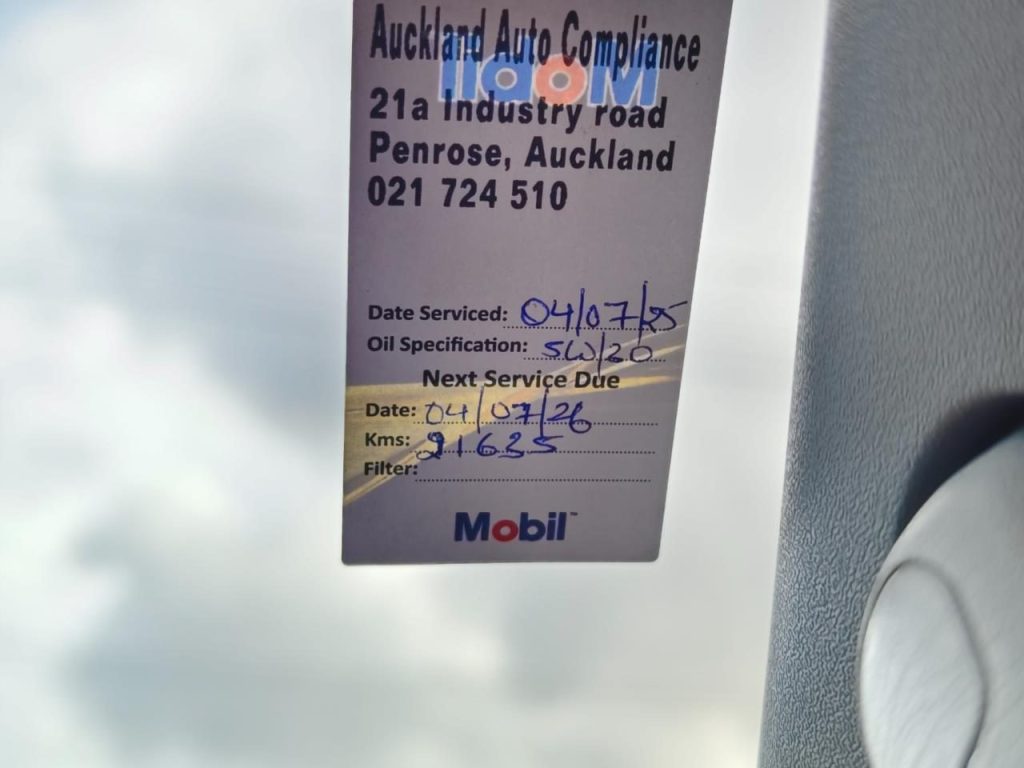 Auckland Auto Compliance
Mobil
21a Industry road
Penrose, Auckland
021 724 510
Date Serviced: 04/07/25
Oil Specification: 5W/20
Next Service Due
Date: 04/07/26
Kms: 91635
Filter:
Mobil™